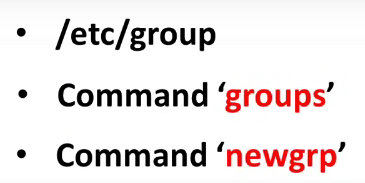 • /etc/group
• Command ‘groups’
• Command ‘newgrp’